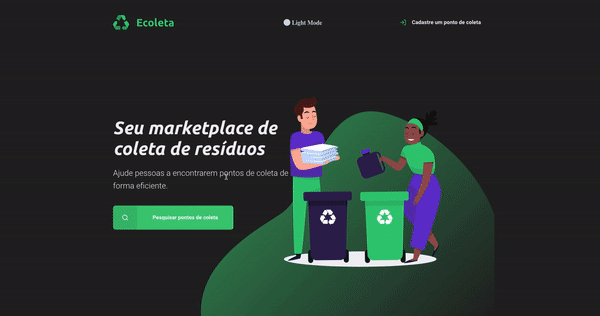 Ecoleta
Light Mode
Cadastre um ponto de coleta
Seu marketplace de
coleta de resíduos
Ajude pessoas a encontrarem pontos de coleta de
forma eficiente.
Pesquisar pontos de coleta